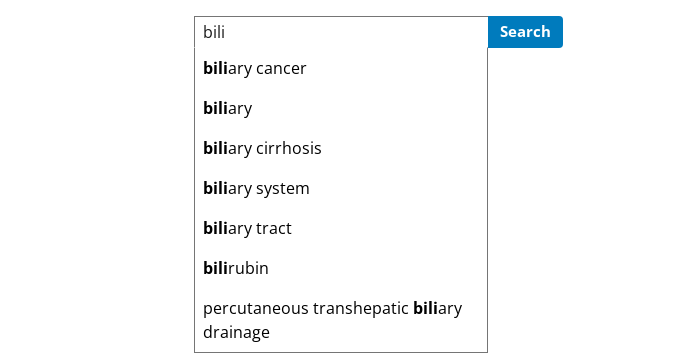 bili Search
biliary cancer
biliary
biliary cirrhosis
biliary system
biliary tract
bilirubin
percutaneous transhepatic biliary
drainage